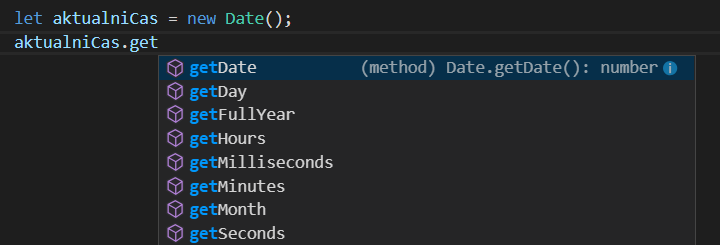 let aktualniCas = new Date();
aktualniCas.get
getDate (method) Date.getDate(): number
getDay
getFullYear
getHours
getMilliseconds
getMinutes
getMonth
getSeconds